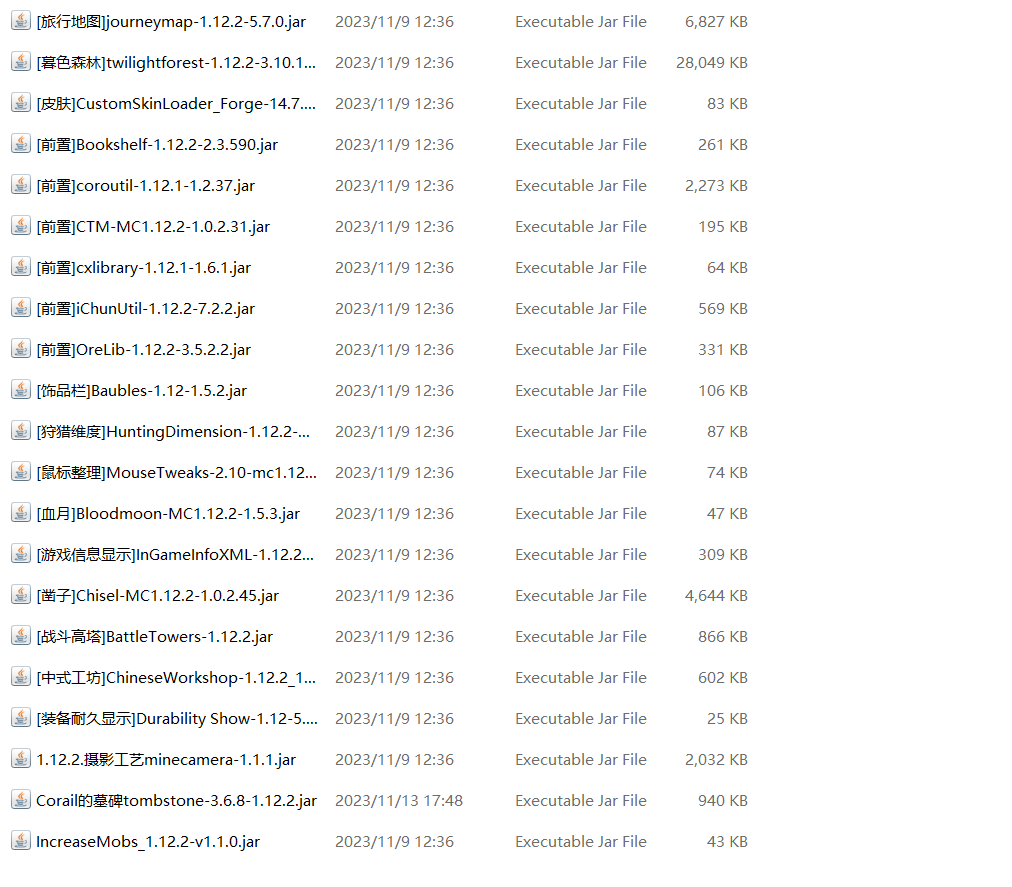 [旅行地图]journeymap-1.12.2-5.7.0.jar 2023/11/9 12:36 Executable Jar File 6,827 KB
[暮色森林]twilightforest-1.12.2-3.10.1... 2023/11/9 12:36 Executable Jar File 28,049 KB
[皮肤]CustomSkinLoader_Forge-14.7.... 2023/11/9 12:36 Executable Jar File 83 KB
[前置]Bookshelf-1.12.2-2.3.590.jar 2023/11/9 12:36 Executable Jar File 261 KB
[前置]coroutil-1.12.1-1.2.37.jar 2023/11/9 12:36 Executable Jar File 2,273 KB
[前置]CTM-MC1.12.2-1.0.2.31.jar 2023/11/9 12:36 Executable Jar File 195 KB
[前置]cxlibrary-1.12.1-1.6.1.jar 2023/11/9 12:36 Executable Jar File 64 KB
[前置]iChunUtil-1.12.2-7.2.2.jar 2023/11/9 12:36 Executable Jar File 569 KB
[前置]OreLib-1.12.2-3.5.2.2.jar 2023/11/9 12:36 Executable Jar File 331 KB
[饰品栏]Baubles-1.12-1.5.2.jar 2023/11/9 12:36 Executable Jar File 106 KB
[狩猎维度]HuntingDimension-1.12.2-... 2023/11/9 12:36 Executable Jar File 87 KB
[鼠标整理]MouseTweaks-2.10-mc1.12... 2023/11/9 12:36 Executable Jar File 74 KB
[血月]Bloodmoon-MC1.12.2-1.5.3.jar 2023/11/9 12:36 Executable Jar File 47 KB
[游戏信息显示]InGameInfoXML-1.12.2... 2023/11/9 12:36 Executable Jar File 309 KB
[凿子]Chisel-MC1.12.2-1.0.2.45.jar 2023/11/9 12:36 Executable Jar File 4,644 KB
[战斗高塔]BattleTowers-1.12.2.jar 2023/11/9 12:36 Executable Jar File 866 KB
[中式工坊]ChineseWorkshop-1.12.2_1... 2023/11/9 12:36 Executable Jar File 602 KB
[装备耐久显示]Durability Show-1.12-5.... 2023/11/9 12:36 Executable Jar File 25 KB
1.12.2.摄影工艺minecamera-1.1.1.jar 2023/11/9 12:36 Executable Jar File 2,032 KB
Corail的墓碑tombstone-3.6.8-1.12.2.jar 2023/11/13 17:48 Executable Jar File 940 KB
IncreaseMobs_1.12.2-v1.1.0.jar 2023/11/9 12:36 Executable Jar File 43 KB